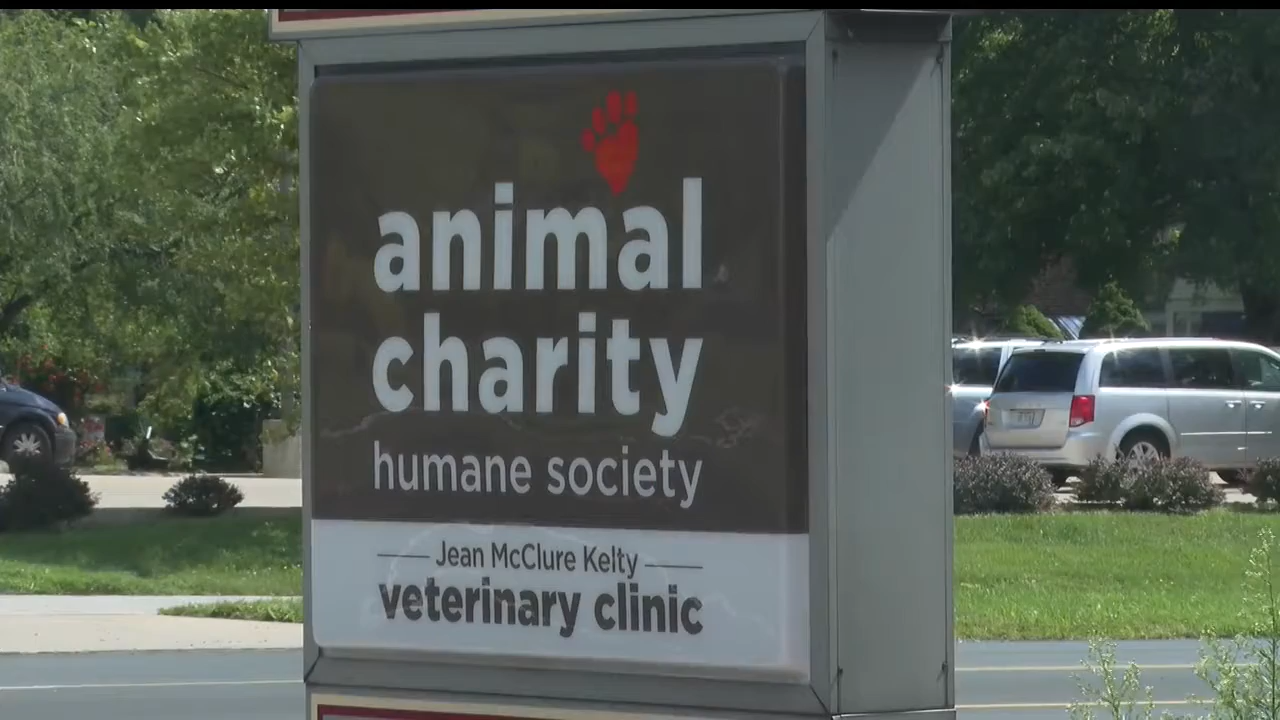 animal
charity
humane society
Jean McClure Kelty
veterinary clinic